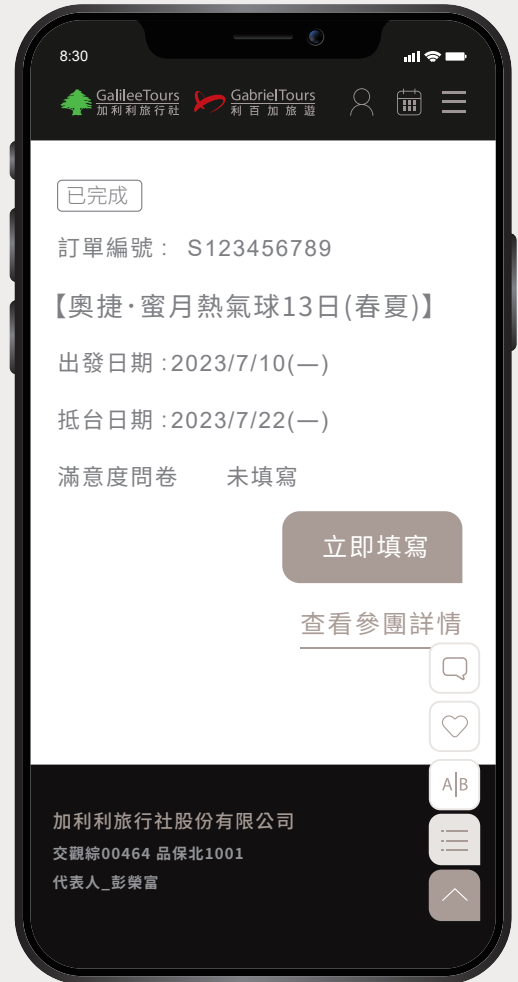 8:30
GalileeTours GabrielTours
加利利旅行社 利百加旅遊
已完成
訂單編號： S123456789
【奧捷·蜜月熱氣球13日(春夏)】
出發日期：2023/7/10(一)
抵台日期：2023/7/22(一)
滿意度問卷 未填寫
立即填寫
查看參團詳情
A|B
加利利旅行社股份有限公司
交觀綜00464 品保北1001
代表人_彭榮富